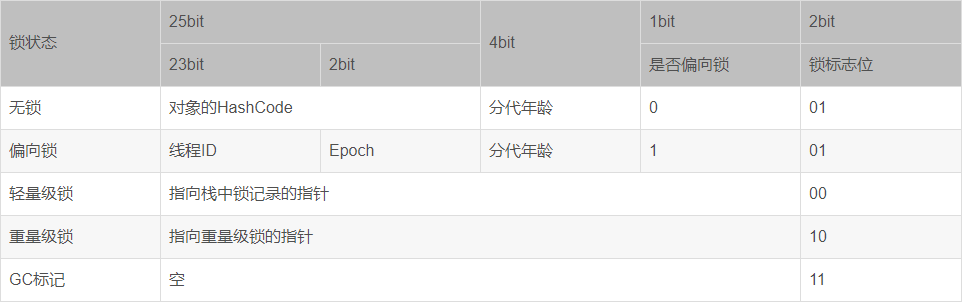 锁状态 25bit 4bit 1bit 2bit
23bit 2bit 是否偏向锁 锁标志位
无锁 对象的HashCode 分代年龄 0 01
偏向锁 线程ID Epoch 分代年龄 1 01
轻量级锁 指向栈中锁记录的指针 00
重量级锁 指向重量级锁的指针 10
GC标记 空 11